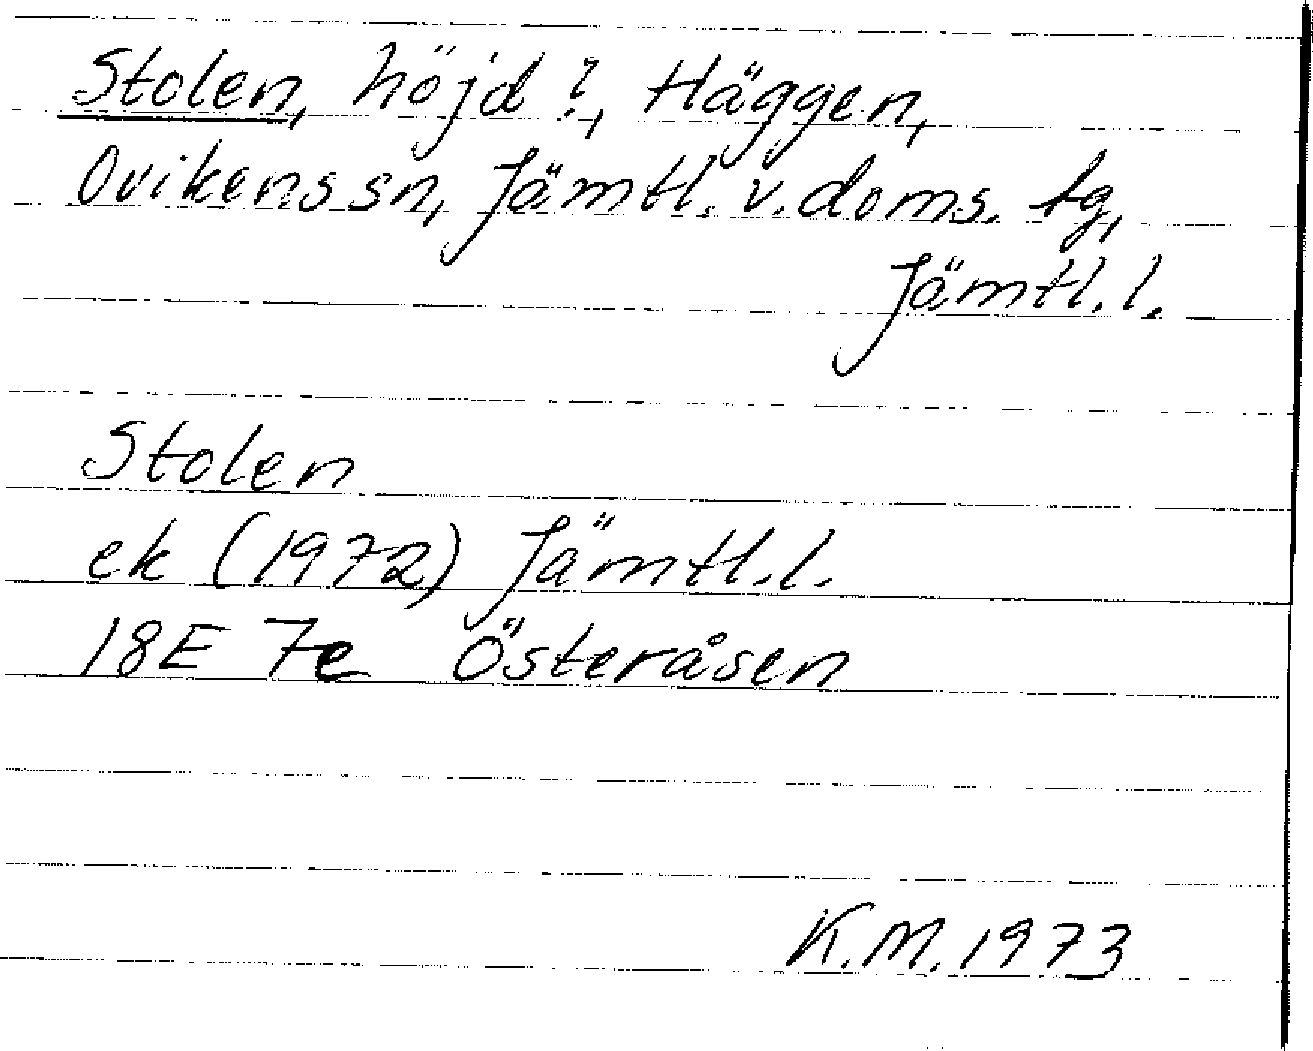 Stolen, höjd ?, Häggen,
Ovikens sn, Jämtl. v. doms. tg,
Jämtl. l.
Stolen
ek (1972) Jämtl. l.
18E 7e Österåsen
K.M. 1973